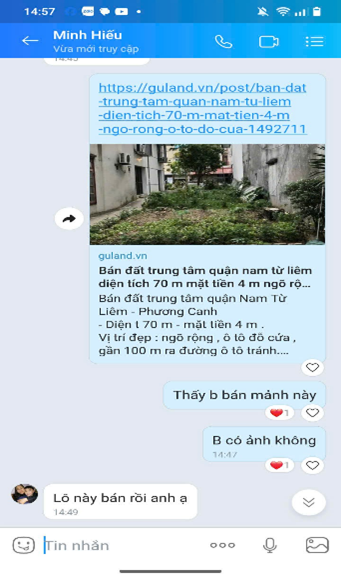 14:57
Minh Hiếu
Vừa mới truy cập
14:45
https://guland.vn/post/ban-dat
-trung-tam-quan-nam-tu-liem
-dien-tich-70-m-mat-tien-4-m
-ngo-rong-o-to-do-cua-1492711
guland.vn
Bán đất trung tâm quận nam từ liêm
diện tích 70 m mặt tiền 4 m ngõ rộ...
Bán đất trung tâm quận Nam Từ
Liêm - Phương Canh
- Diện t 70 m - mặt tiền 4 m .
Vị trí đẹp : ngõ rộng , ô tô đỗ cửa ,
gần 100 m ra đường ô tô tránh....
Thấy b bán mảnh này
1
B có ảnh không
14:47
1
Lô này bán rồi anh ạ
14:49
Tin nhắn